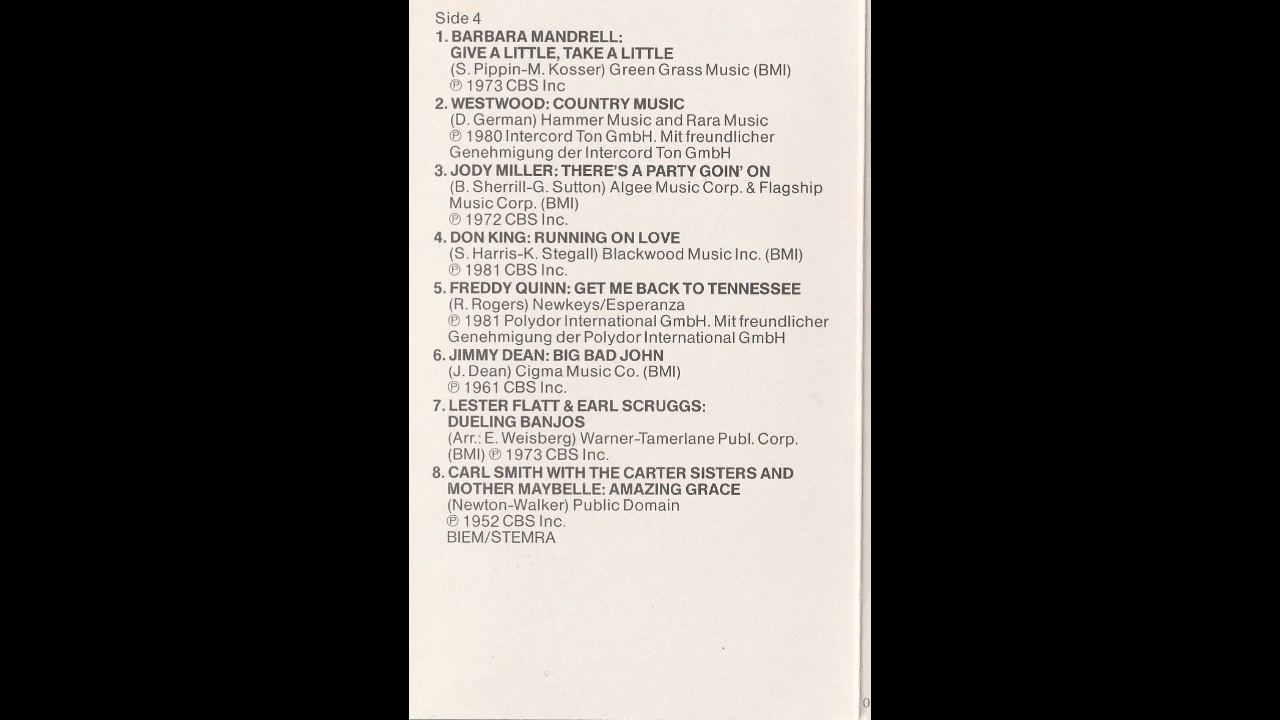 Side 4
1. BARBARA MANDRELL:
GIVE A LITTLE, TAKE A LITTLE
(S. Pippin-M. Kosser) Green Grass Music (BMI)
℗ 1973 CBS Inc
2. WESTWOOD: COUNTRY MUSIC
(D. German) Hammer Music and Rara Music
℗ 1980 Intercord Ton GmbH. Mit freundlicher
Genehmigung der Intercord Ton GmbH
3. JODY MILLER: THERE'S A PARTY GOIN' ON
(B. Sherrill-G. Sutton) Algee Music Corp. & Flagship
Music Corp. (BMI)
℗ 1972 CBS Inc.
4. DON KING: RUNNING ON LOVE
(S. Harris-K. Stegall) Blackwood Music Inc. (BMI)
℗ 1981 CBS Inc.
5. FREDDY QUINN: GET ME BACK TO TENNESSEE
(R. Rogers) Newkeys/Esperanza
℗ 1981 Polydor International GmbH. Mit freundlicher
Genehmigung der Polydor International GmbH
6. JIMMY DEAN: BIG BAD JOHN
(J. Dean) Cigma Music Co. (BMI)
℗ 1961 CBS Inc.
7. LESTER FLATT & EARL SCRUGGS:
DUELING BANJOS
(Arr.: E. Weisberg) Warner-Tamerlane Publ. Corp.
(BMI) ℗ 1973 CBS Inc.
8. CARL SMITH WITH THE CARTER SISTERS AND
MOTHER MAYBELLE: AMAZING GRACE
(Newton-Walker) Public Domain
℗ 1952 CBS Inc.
BIEM/STEMRA